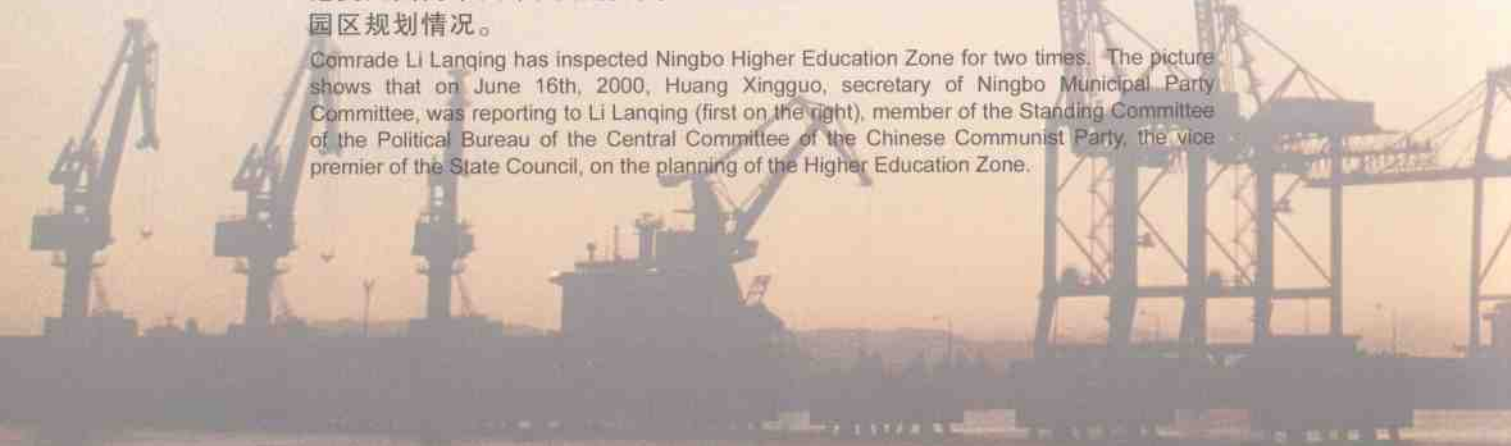 园区规划情况。
Comrade Li Lanqing has inspected Ningbo Higher Education Zone for two times. The picture
shows that on June 16th, 2000, Huang Xingguo, secretary of Ningbo Municipal Party
Committee, was reporting to Li Lanqing (first on the right), member of the Standing Committee
of the Political Bureau of the Central Committee of the Chinese Communist Party, the vice
premier of the State Council, on the planning of the Higher Education Zone.